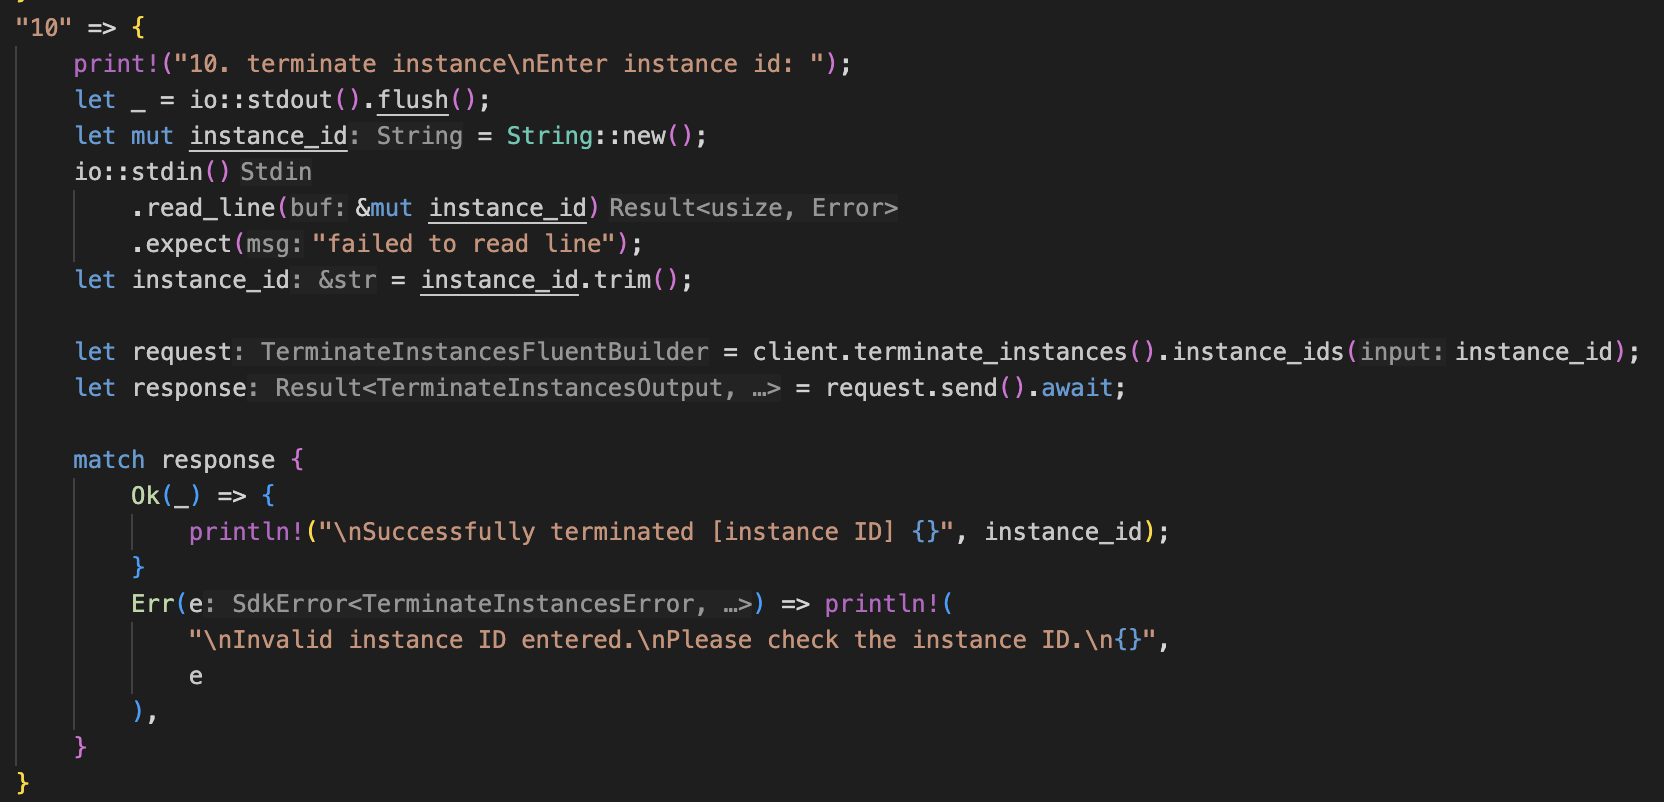 "10" => {
print!("10. terminate instance\nEnter instance id: ");
let _ = io::stdout().flush();
let mut instance_id: String = String::new();
io::stdin() Stdin
.read_line(buf: &mut instance_id) Result<usize, Error>
.expect(msg: "failed to read line");
let instance_id: &str = instance_id.trim();
let request: TerminateInstancesFluentBuilder = client.terminate_instances().instance_ids(input: instance_id);
let response: Result<TerminateInstancesOutput, …> = request.send().await;
match response {
Ok(_) => {
println!("\nSuccessfully terminated [instance ID] {}", instance_id);
}
Err(e: SdkError<TerminateInstancesError, …>) => println!(
"\nInvalid instance ID entered.\nPlease check the instance ID.\n{}",
e
),
}
}